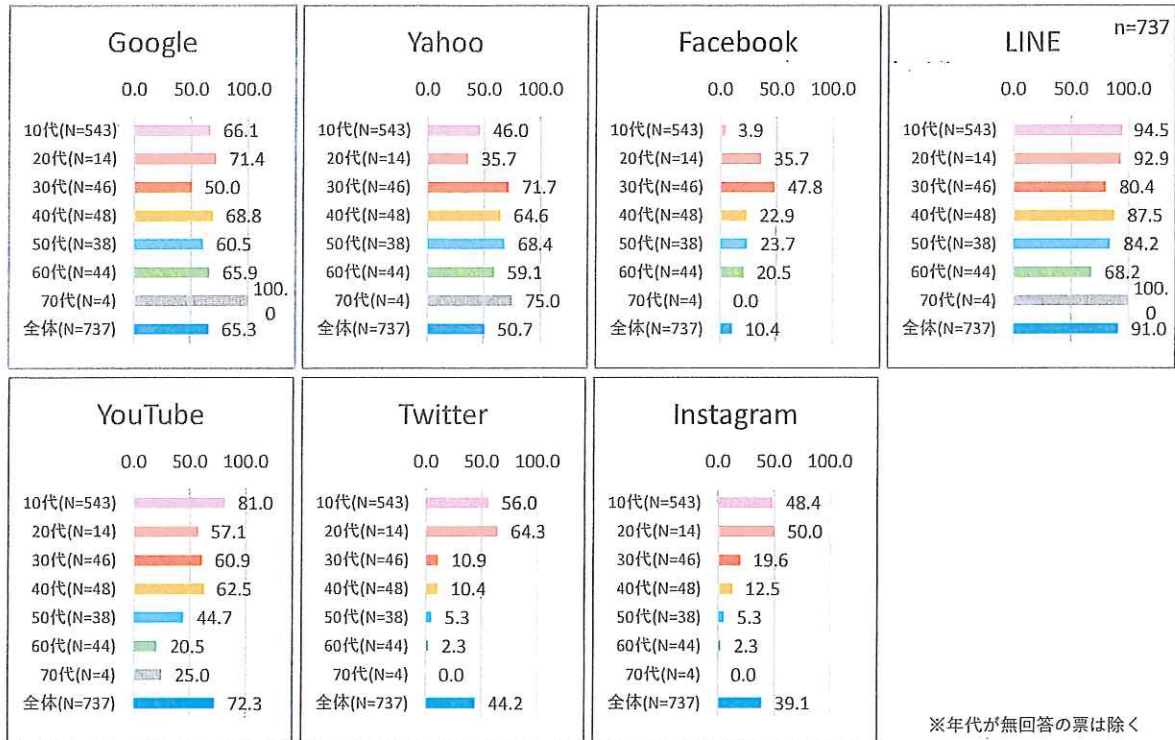 Google
0.0 50.0 100.0
10代(N=543) 66.1
20代(N=14) 71.4
30代(N=46) 50.0
40代(N=48) 68.8
50代(N=38) 60.5
60代(N=44) 65.9
70代(N=4) 100.
0
全体(N=737) 65.3
Yahoo
0.0 50.0 100.0
10代(N=543) 46.0
20代(N=14) 35.7
30代(N=46) 71.7
40代(N=48) 64.6
50代(N=38) 68.4
60代(N=44) 59.1
70代(N=4) 75.0
全体(N=737) 50.7
Facebook
0.0 50.0 100.0
10代(N=543) 3.9
20代(N=14) 35.7
30代(N=46) 47.8
40代(N=48) 22.9
50代(N=38) 23.7
60代(N=44) 20.5
70代(N=4) 0.0
全体(N=737) 10.4
n=737
LINE
0.0 50.0 100.0
10代(N=543) 94.5
20代(N=14) 92.9
30代(N=46) 80.4
40代(N=48) 87.5
50代(N=38) 84.2
60代(N=44) 68.2
70代(N=4) 100.
0
全体(N=737) 91.0
YouTube
0.0 50.0 100.0
10代(N=543) 81.0
20代(N=14) 57.1
30代(N=46) 60.9
40代(N=48) 62.5
50代(N=38) 44.7
60代(N=44) 20.5
70代(N=4) 25.0
全体(N=737) 72.3
Twitter
0.0 50.0 100.0
10代(N=543) 56.0
20代(N=14) 64.3
30代(N=46) 10.9
40代(N=48) 10.4
50代(N=38) 5.3
60代(N=44) 2.3
70代(N=4) 0.0
全体(N=737) 44.2
Instagram
0.0 50.0 100.0
10代(N=543) 48.4
20代(N=14) 50.0
30代(N=46) 19.6
40代(N=48) 12.5
50代(N=38) 5.3
60代(N=44) 2.3
70代(N=4) 0.0
全体(N=737) 39.1
※年代が無回答の票は除く